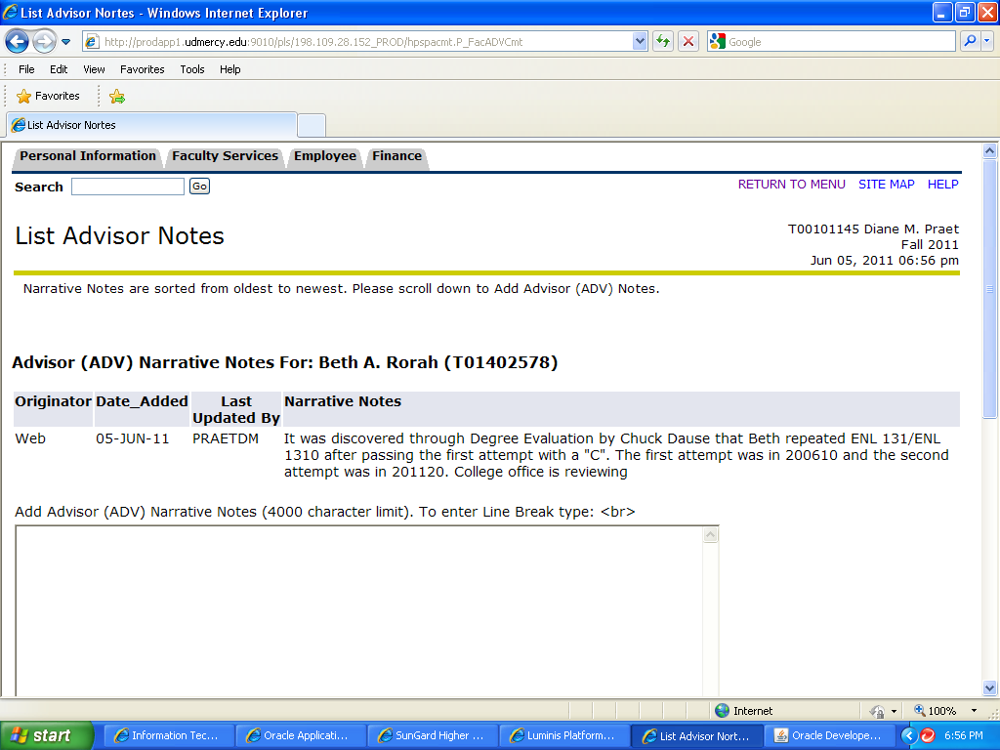 List Advisor Nortes - Windows Internet Explorer
http://prodapp1.udmercy.edu:9010/pls/198.109.28.152_PROD/hpspacmt.P_FacADVCmt
Google
File Edit View Favorites Tools Help
Favorites
List Advisor Nortes
Personal Information Faculty Services Employee Finance
Search Go RETURN TO MENU SITE MAP HELP
List Advisor Notes
T00101145 Diane M. Praet
Fall 2011
Jun 05, 2011 06:56 pm
Narrative Notes are sorted from oldest to newest. Please scroll down to Add Advisor (ADV) Notes.
Advisor (ADV) Narrative Notes For: Beth A. Rorah (T01402578)
Originator Date_Added Last Updated By Narrative Notes
Web 05-JUN-11 PRAETDM It was discovered through Degree Evaluation by Chuck Dause that Beth repeated ENL 131/ENL
1310 after passing the first attempt with a "C". The first attempt was in 200610 and the second
attempt was in 201120. College office is reviewing
Add Advisor (ADV) Narrative Notes (4000 character limit). To enter Line Break type: <br>
Internet 100%
start Information Tec... Oracle Applicati... SunGard Higher ... Luminis Platform... List Advisor Nort... Oracle Develope... 6:56 PM